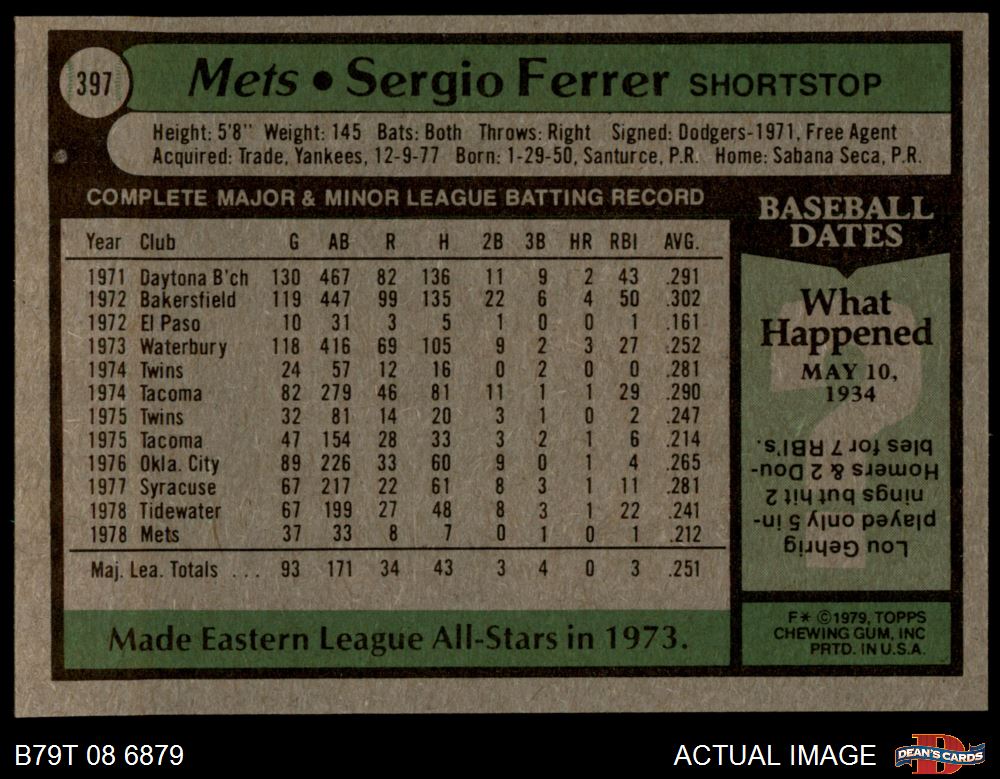 397
Mets • Sergio Ferrer SHORTSTOP
Height: 5'8" Weight: 145 Bats: Both Throws: Right Signed: Dodgers-1971, Free Agent
Acquired: Trade, Yankees, 12-9-77 Born: 1-29-50, Santurce, P.R. Home: Sabana Seca, P.R.
COMPLETE MAJOR & MINOR LEAGUE BATTING RECORD
Year Club G AB R H 2B 3B HR RBI AVG.
1971 Daytona B'ch 130 467 82 136 11 9 2 43 .291
1972 Bakersfield 119 447 99 135 22 6 4 50 .302
1972 El Paso 10 31 3 5 1 0 0 1 .161
1973 Waterbury 118 416 69 105 9 2 3 27 .252
1974 Twins 24 57 12 16 0 2 0 0 .281
1974 Tacoma 82 279 46 81 11 1 1 29 .290
1975 Twins 32 81 14 20 3 1 0 2 .247
1975 Tacoma 47 154 28 33 3 2 1 6 .214
1976 Okla. City 89 226 33 60 9 0 1 4 .265
1977 Syracuse 67 217 22 61 8 3 1 11 .281
1978 Tidewater 67 199 27 48 8 3 1 22 .241
1978 Mets 37 33 8 7 0 1 0 1 .212
Maj. Lea. Totals ... 93 171 34 43 3 4 0 3 .251
Made Eastern League All-Stars in 1973.
BASEBALL
DATES
What
Happened
MAY 10,
1934
Lou Gehrig
played only 5 in-
nings but hit 2
Homers & 2 Dou-
bles for 7 RBI's.
F* ©1979, TOPPS
CHEWING GUM, INC
PRTD. IN U.S.A.
B79T 08 6879
ACTUAL IMAGE
D
DEAN'S CARDS